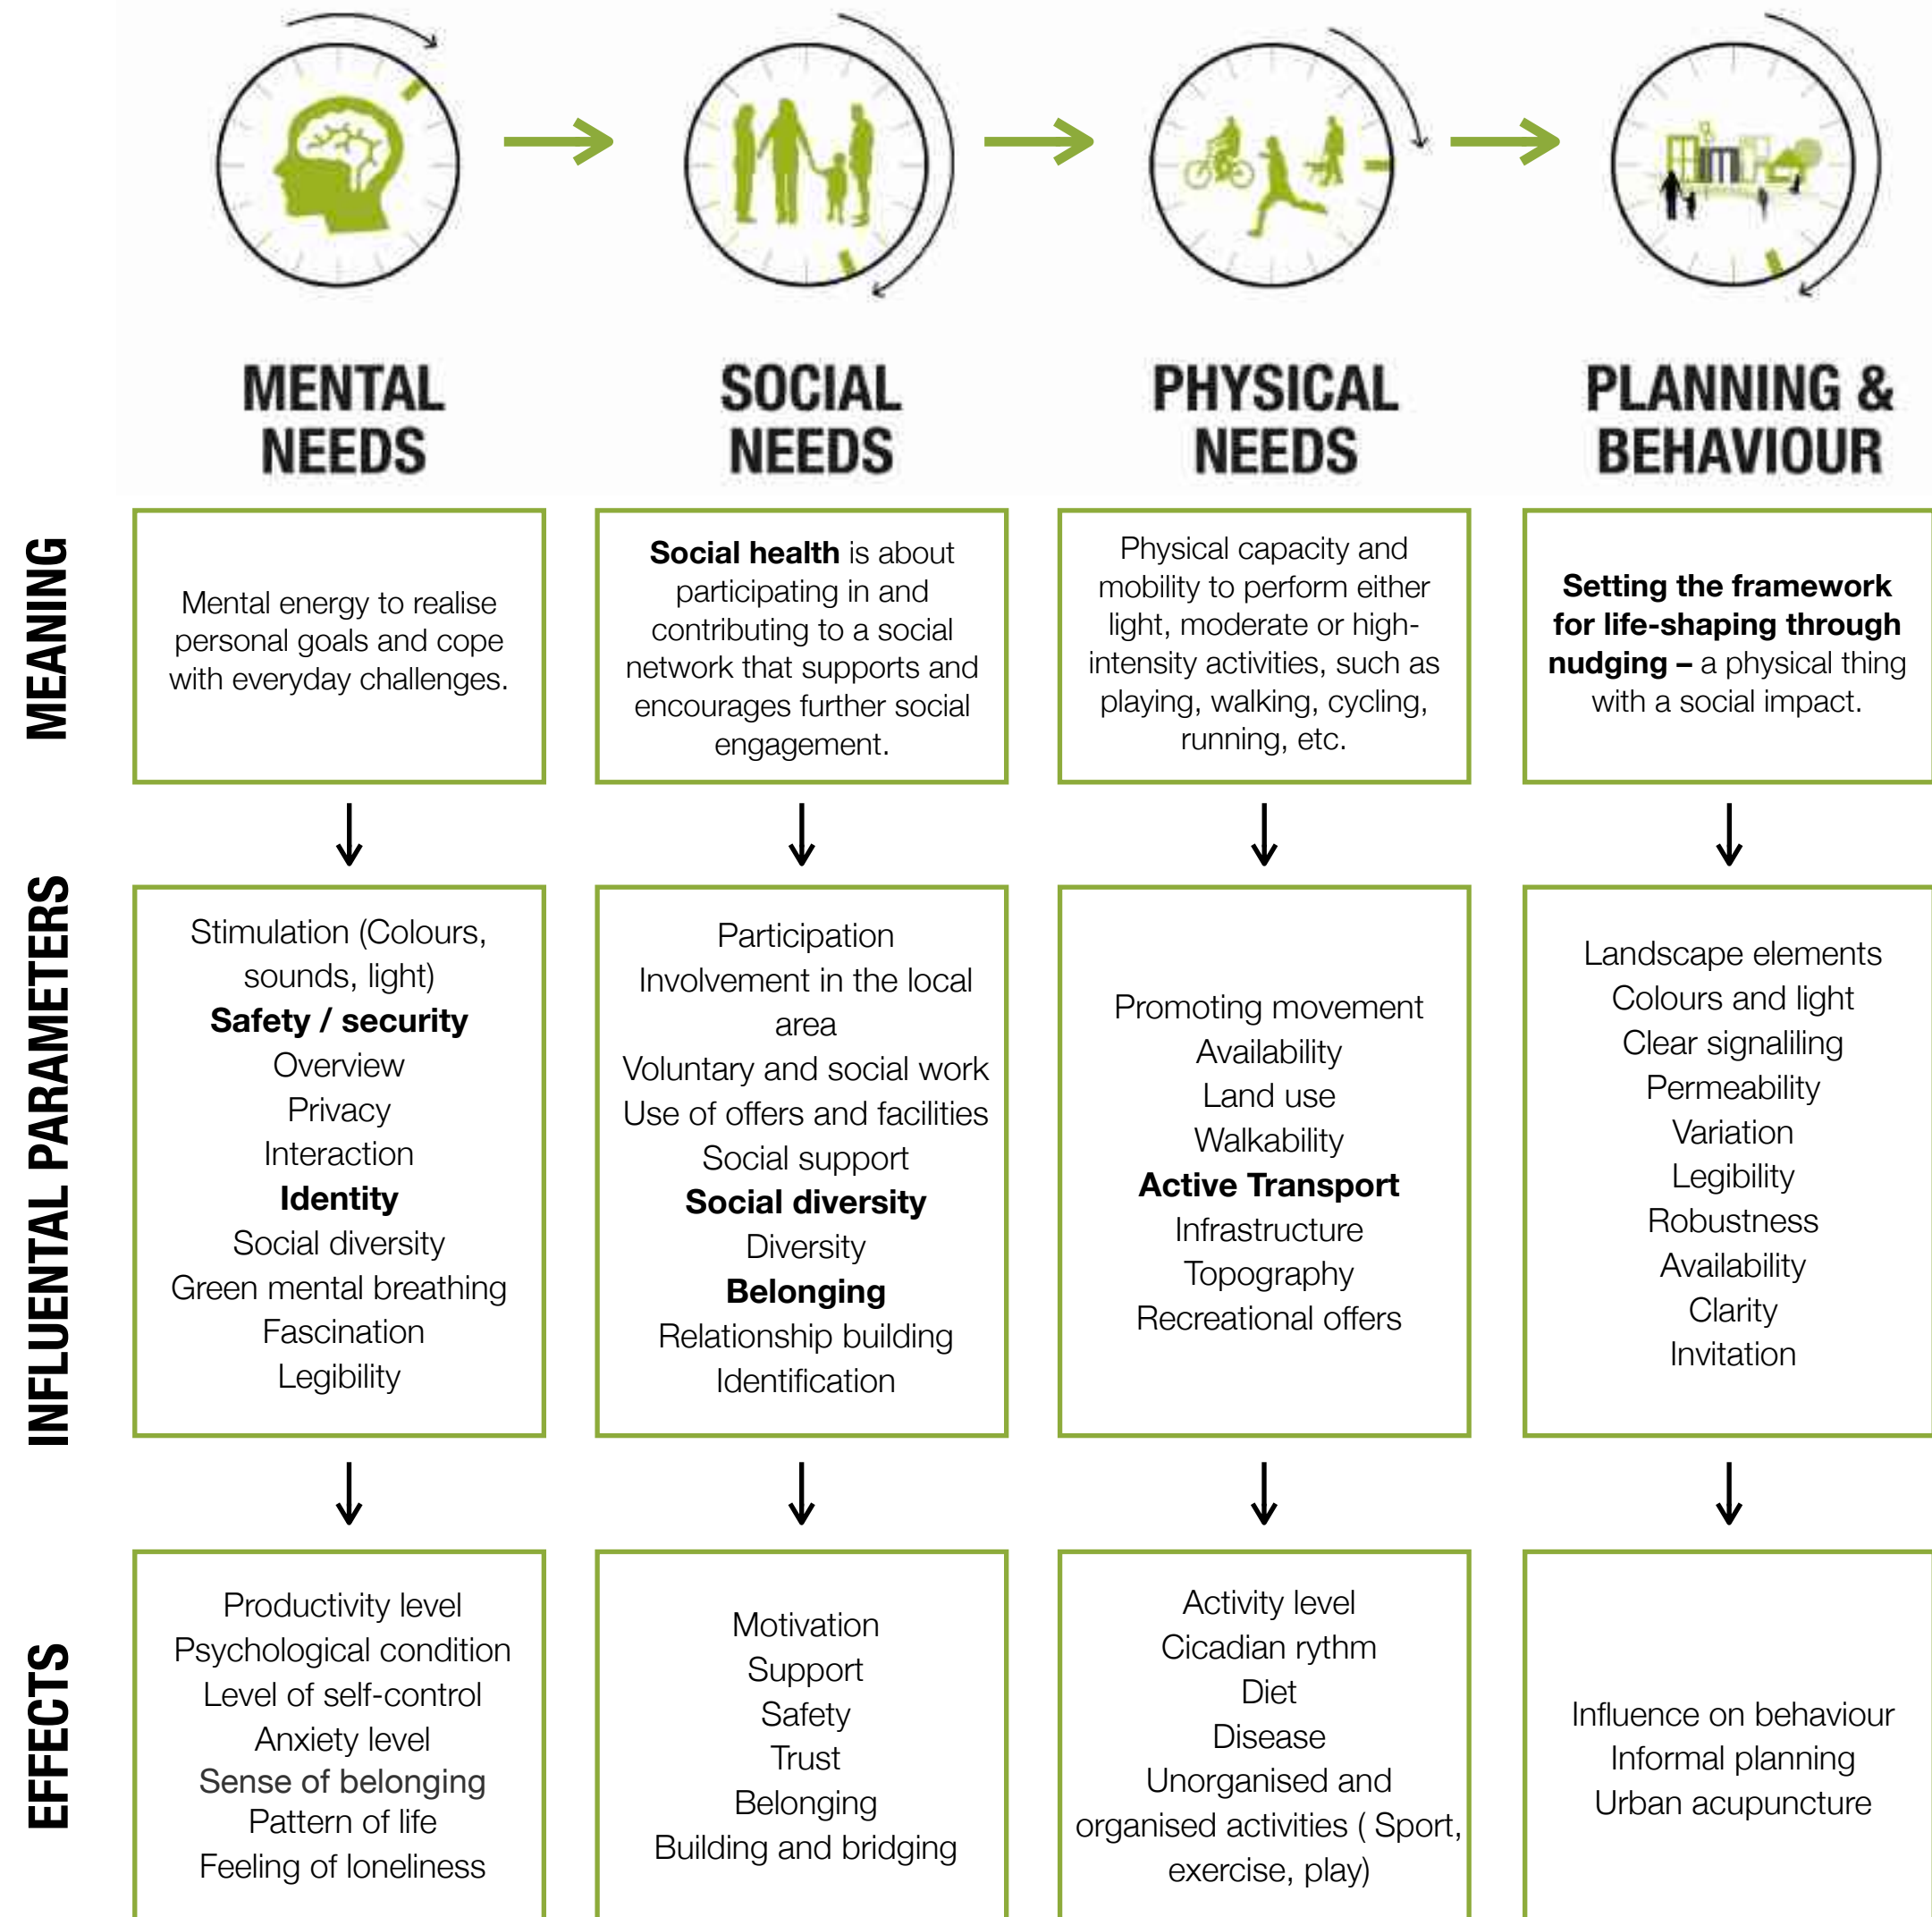 MENTAL
NEEDS
SOCIAL
NEEDS
PHYSICAL
NEEDS
PLANNING &
BEHAVIOUR
MEANING
Mental energy to realise
personal goals and cope
with everyday challenges.
Social health is about
participating in and
contributing to a social
network that supports and
encourages further social
engagement.
Physical capacity and
mobility to perform either
light, moderate or high-
intensity activities, such as
playing, walking, cycling,
running, etc.
Setting the framework
for life-shaping through
nudging – a physical thing
with a social impact.
INFLUENTAL PARAMETERS
Stimulation (Colours,
sounds, light)
Safety / security
Overview
Privacy
Interaction
Identity
Social diversity
Green mental breathing
Fascination
Legibility
Participation
Involvement in the local
area
Voluntary and social work
Use of offers and facilities
Social support
Social diversity
Diversity
Belonging
Relationship building
Identification
Promoting movement
Availability
Land use
Walkability
Active Transport
Infrastructure
Topography
Recreational offers
Landscape elements
Colours and light
Clear signaliling
Permeability
Variation
Legibility
Robustness
Availability
Clarity
Invitation
EFFECTS
Productivity level
Psychological condition
Level of self-control
Anxiety level
Sense of belonging
Pattern of life
Feeling of loneliness
Motivation
Support
Safety
Trust
Belonging
Building and bridging
Activity level
Cicadian rythm
Diet
Disease
Unorganised and
organised activities ( Sport,
exercise, play)
Influence on behaviour
Informal planning
Urban acupuncture